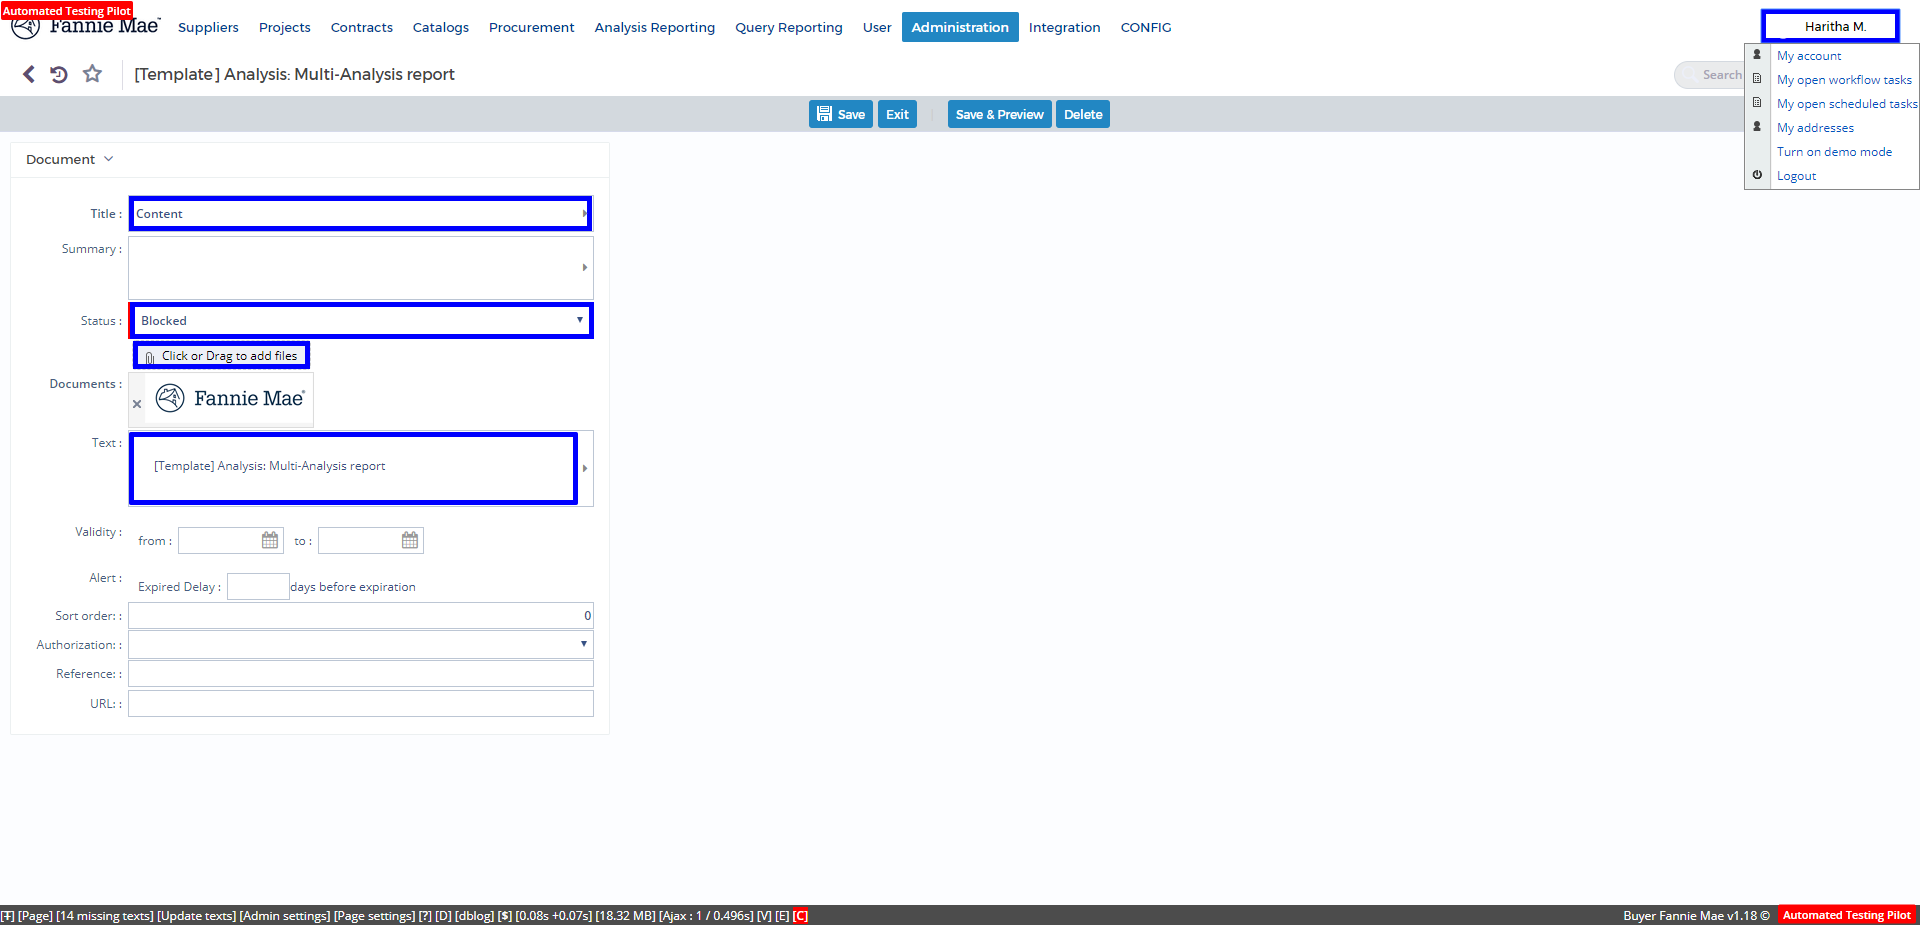 Automated Testing Pilot
Fannie Mae
Suppliers Projects Contracts Catalogs Procurement Analysis Reporting Query Reporting User Administration Integration CONFIG
Haritha M.
[Template] Analysis: Multi-Analysis report
Search
My account
My open workflow tasks
My open scheduled tasks
My addresses
Turn on demo mode
Logout
Save Exit Save & Preview Delete
Document
Title : Content
Summary :
Status : Blocked
Click or Drag to add files
Documents : Fannie Mae
Text : [Template] Analysis: Multi-Analysis report
Validity : from : to :
Alert : Expired Delay : days before expiration
Sort order: : 0
Authorization: :
Reference: :
URL: :
[T] [Page] [14 missing texts] [Update texts] [Admin settings] [Page settings] [?] [D] [dblog] [$] [0.08s +0.07s] [18.32 MB] [Ajax : 1 / 0.496s] [V] [E] [C]
Buyer Fannie Mae v1.18 © Automated Testing Pilot